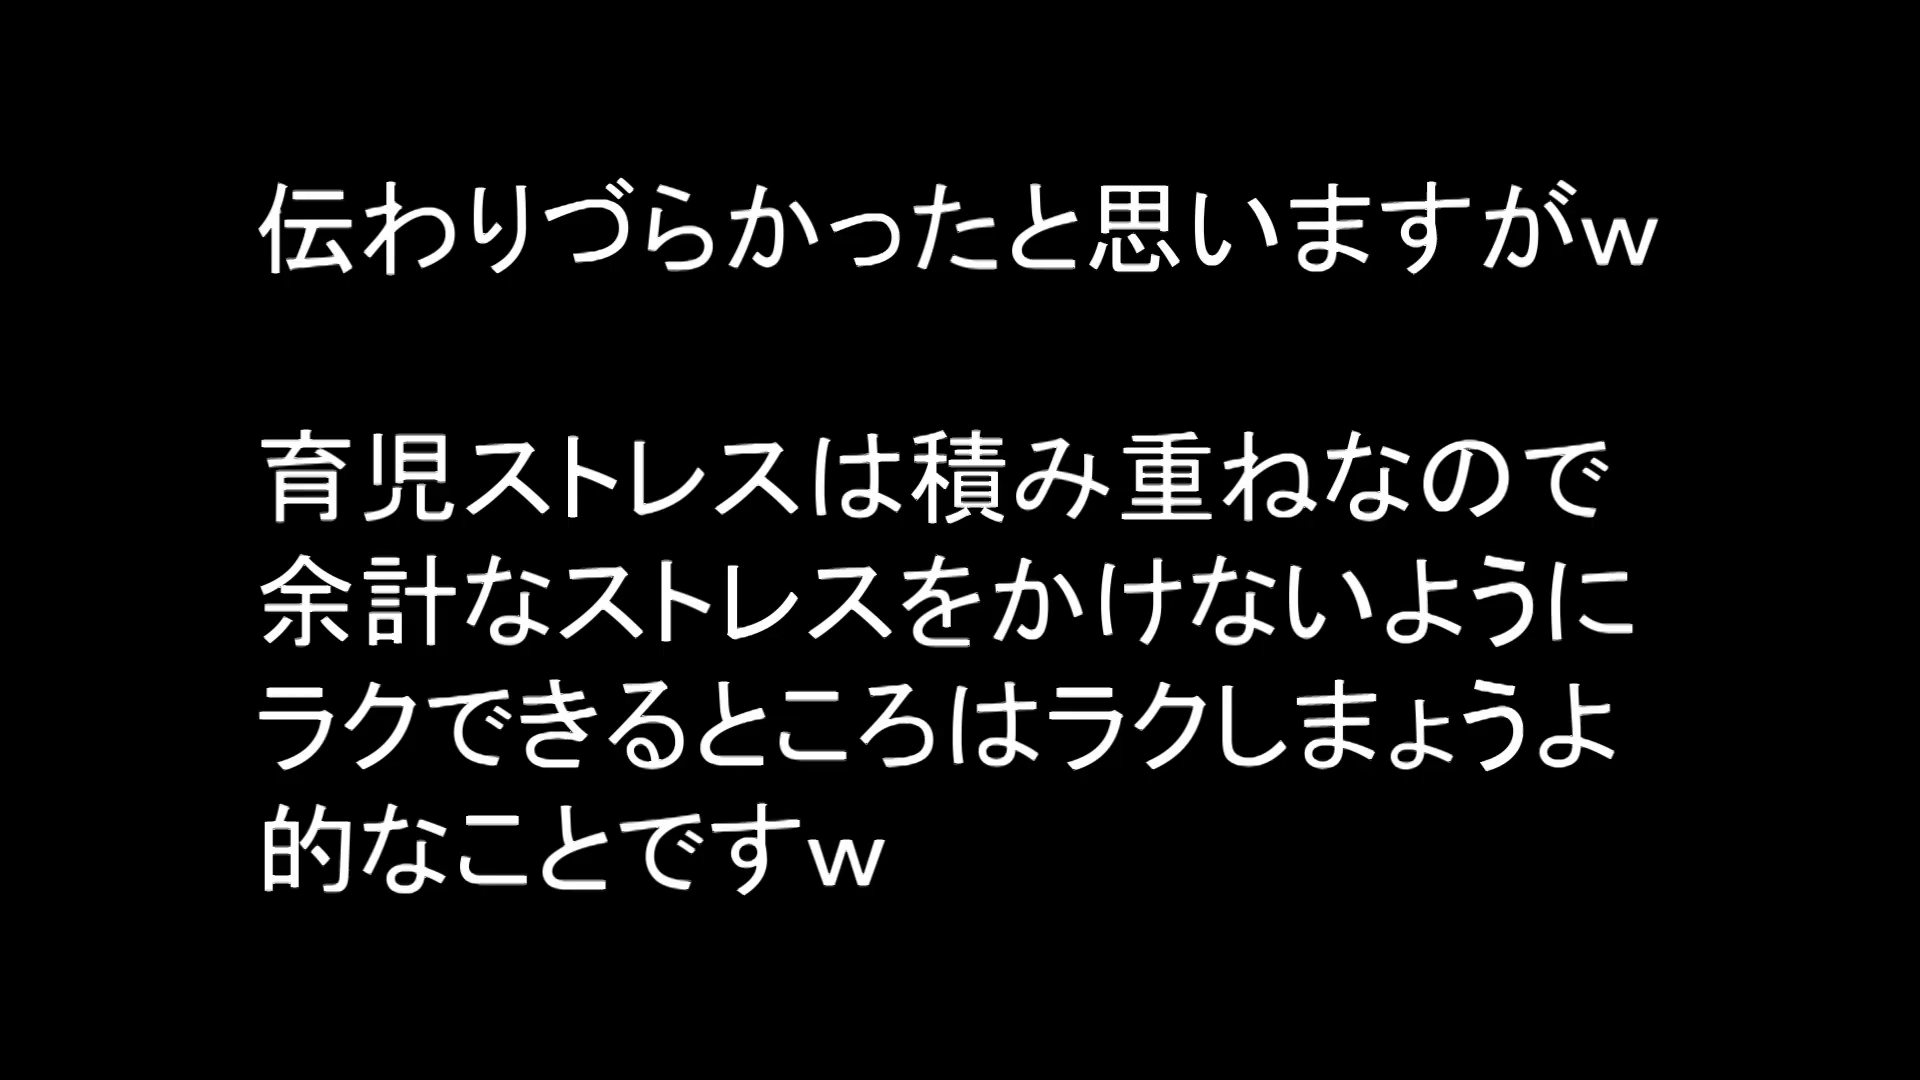 伝わりづらかったと思いますがw
育児ストレスは積み重ねなので
余計なストレスをかけないように
ラクできるところはラクしまょうよ
的なことですw